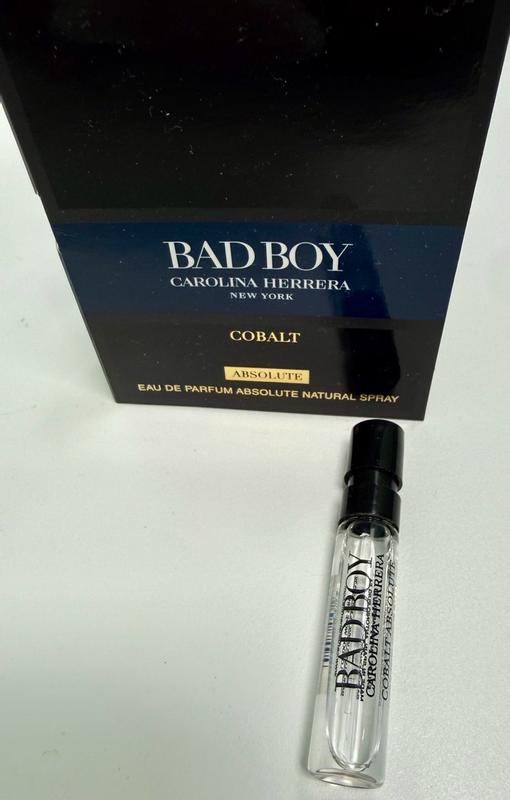 BAD BOY
CAROLINA HERRERA
NEW YORK
COBALT
ABSOLUTE
EAU DE PARFUM ABSOLUTE NATURAL SPRAY
BAD BOY
CAROLINA HERRERA
COBALT ABSOLUTE